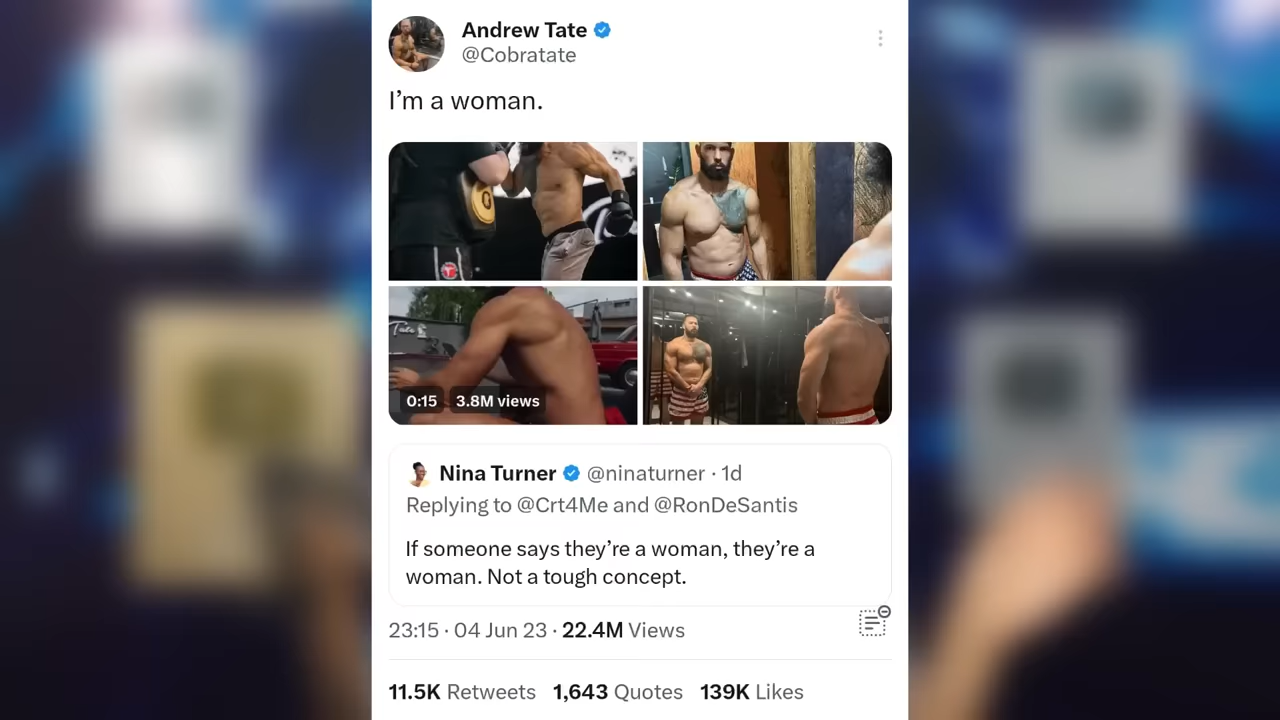 Andrew Tate
@Cobratate
I’m a woman.
0:15 3.8M views
Nina Turner @ninaturner · 1d
Replying to @Crt4Me and @RonDeSantis
If someone says they’re a woman, they’re a
woman. Not a tough concept.
23:15 · 04 Jun 23 · 22.4M Views
11.5K Retweets 1,643 Quotes 139K Likes